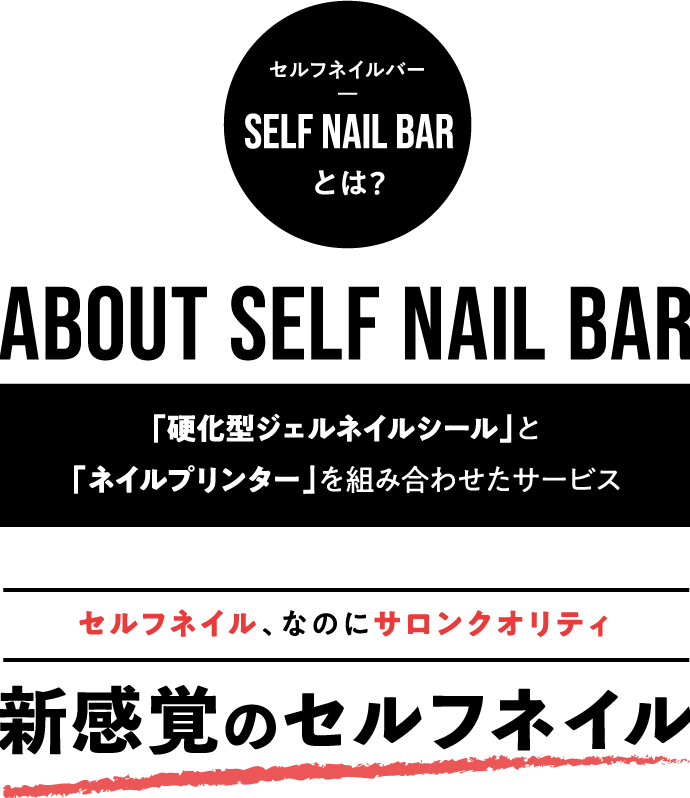 セルフネイルバー
SELF NAIL BAR
とは?
ABOUT SELF NAIL BAR
「硬化型ジェルネイルシール」と
「ネイルプリンター」を組み合わせたサービス
セルフネイル、なのにサロンクオリティ
新感覚のセルフネイル